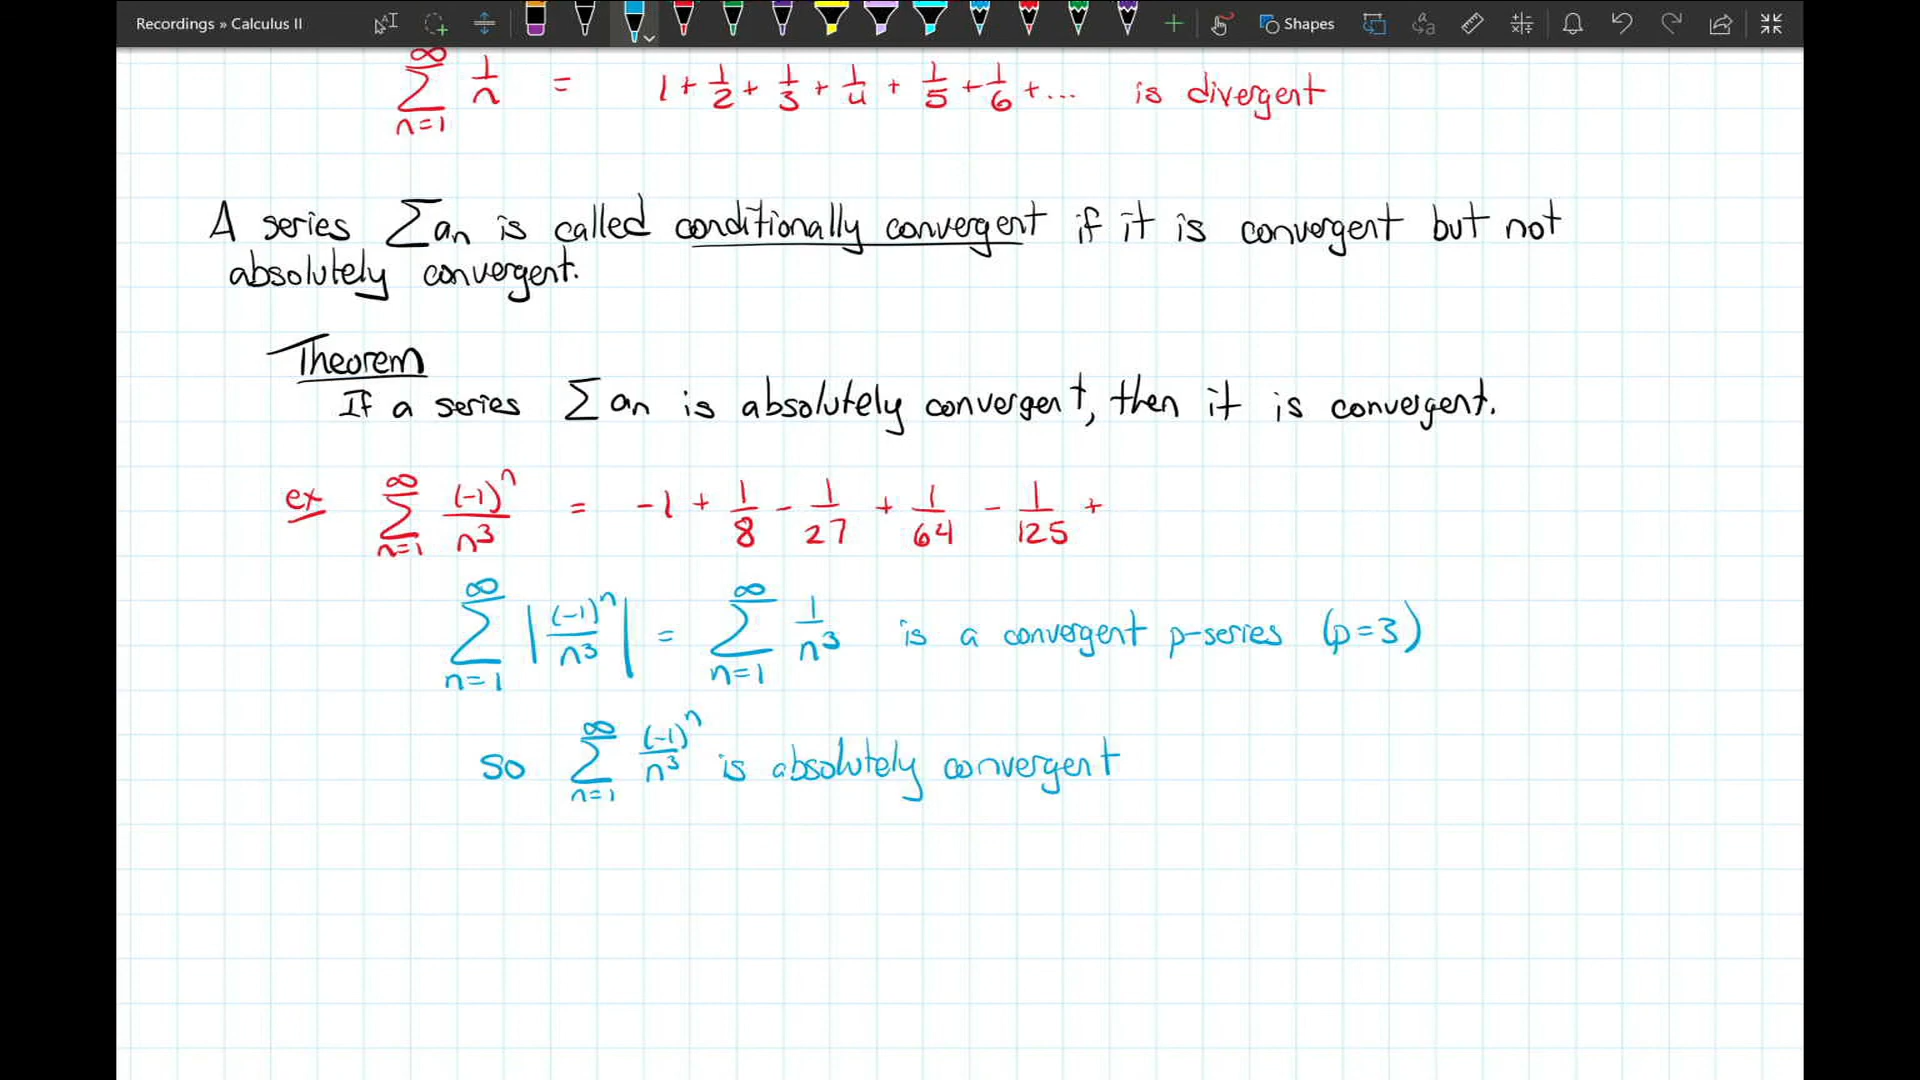 Recordings » Calculus II
Shapes
∞ ∑ n=1 1/n = 1 + 1/2 + 1/3 + 1/4 + 1/5 + 1/6 + ... is divergent
A series ∑an is called conditionally convergent if it is convergent but not
absolutely convergent.
Theorem
If a series ∑ an is absolutely convergent, then it is convergent.
ex ∞ ∑ n=1 (-1)^n/n^3 = -1 + 1/8 - 1/27 + 1/64 - 1/125 +
∞ ∑ n=1 |(-1)^n/n^3| = ∞ ∑ n=1 1/n^3 is a convergent p-series (p=3)
so ∞ ∑ n=1 (-1)^n/n^3 is absolutely convergent